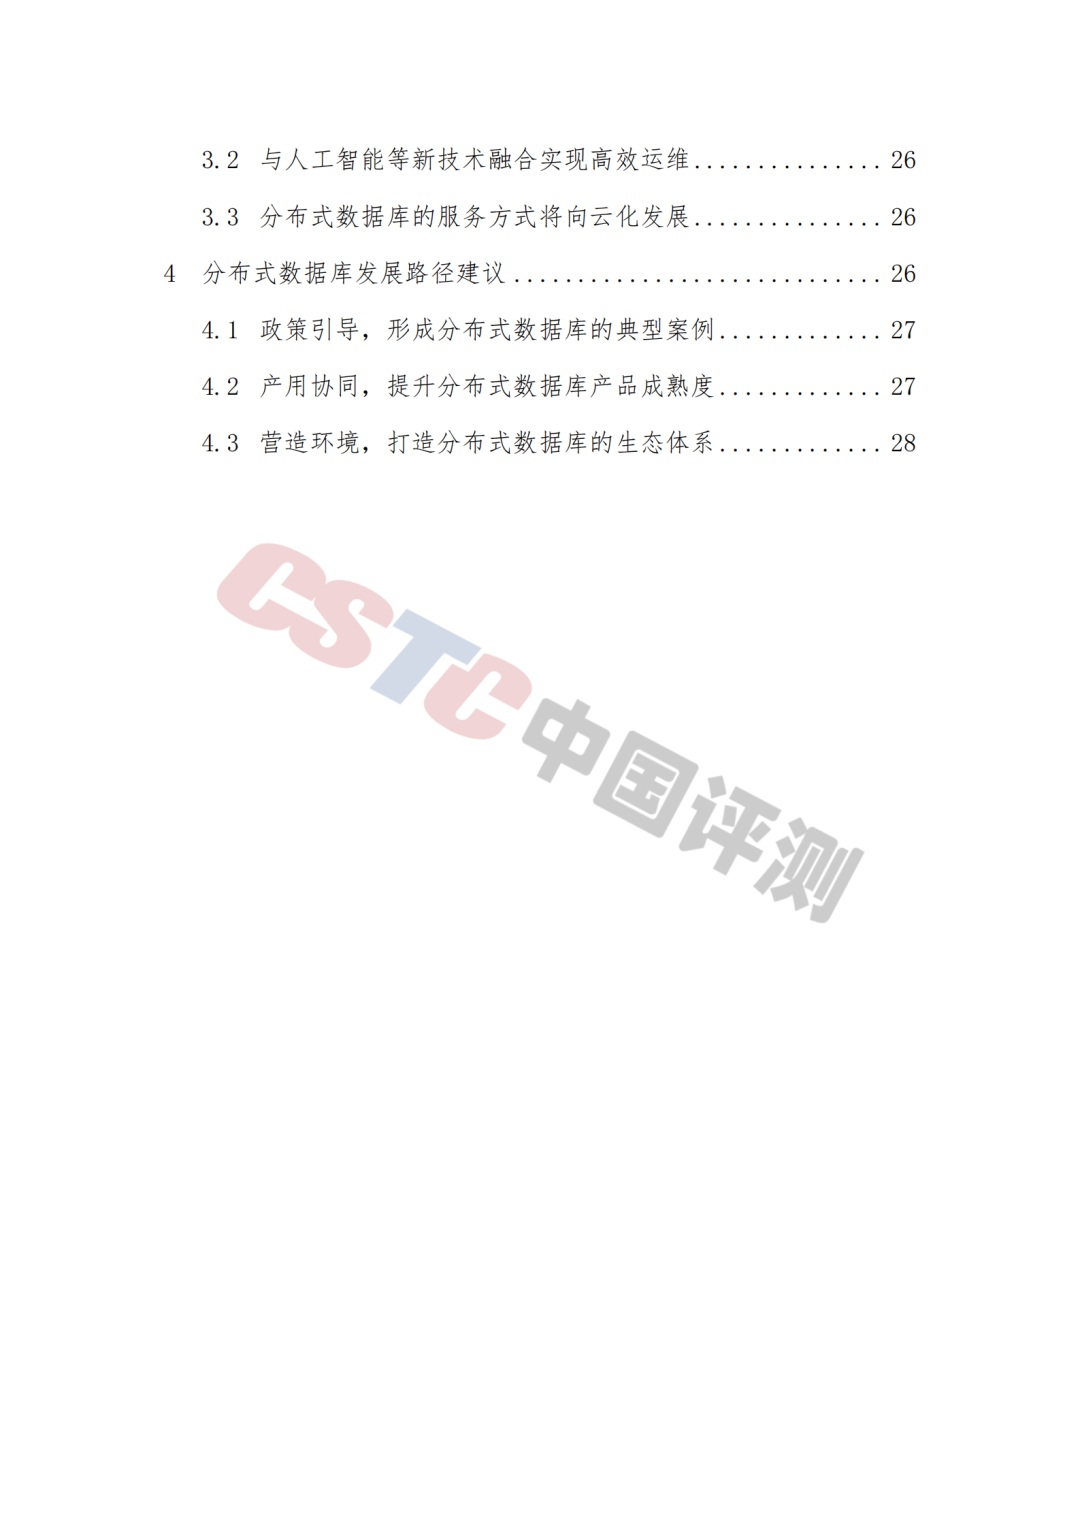 3.2 与人工智能等新技术融合实现高效运维............... 26
3.3 分布式数据库的服务方式将向云化发展............... 26
4 分布式数据库发展路径建议............................. 26
4.1 政策引导，形成分布式数据库的典型案例............. 27
4.2 产用协同，提升分布式数据库产品成熟度............. 27
4.3 营造环境，打造分布式数据库的生态体系............. 28
CSTC中国评测